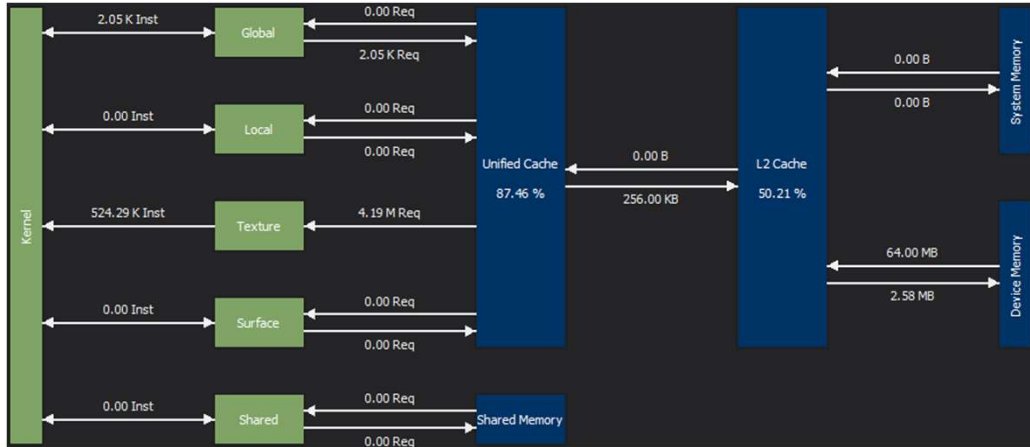 Kernel
2.05 K Inst
Global
0.00 Req
2.05 K Req
0.00 Inst
Local
0.00 Req
0.00 Req
524.29 K Inst
Texture
4.19 M Req
0.00 Inst
Surface
0.00 Req
0.00 Req
0.00 Inst
Shared
0.00 Req
0.00 Req
Unified Cache
87.46 %
Shared Memory
0.00 B
256.00 KB
L2 Cache
50.21 %
0.00 B
0.00 B
System Memory
64.00 MB
2.58 MB
Device Memory